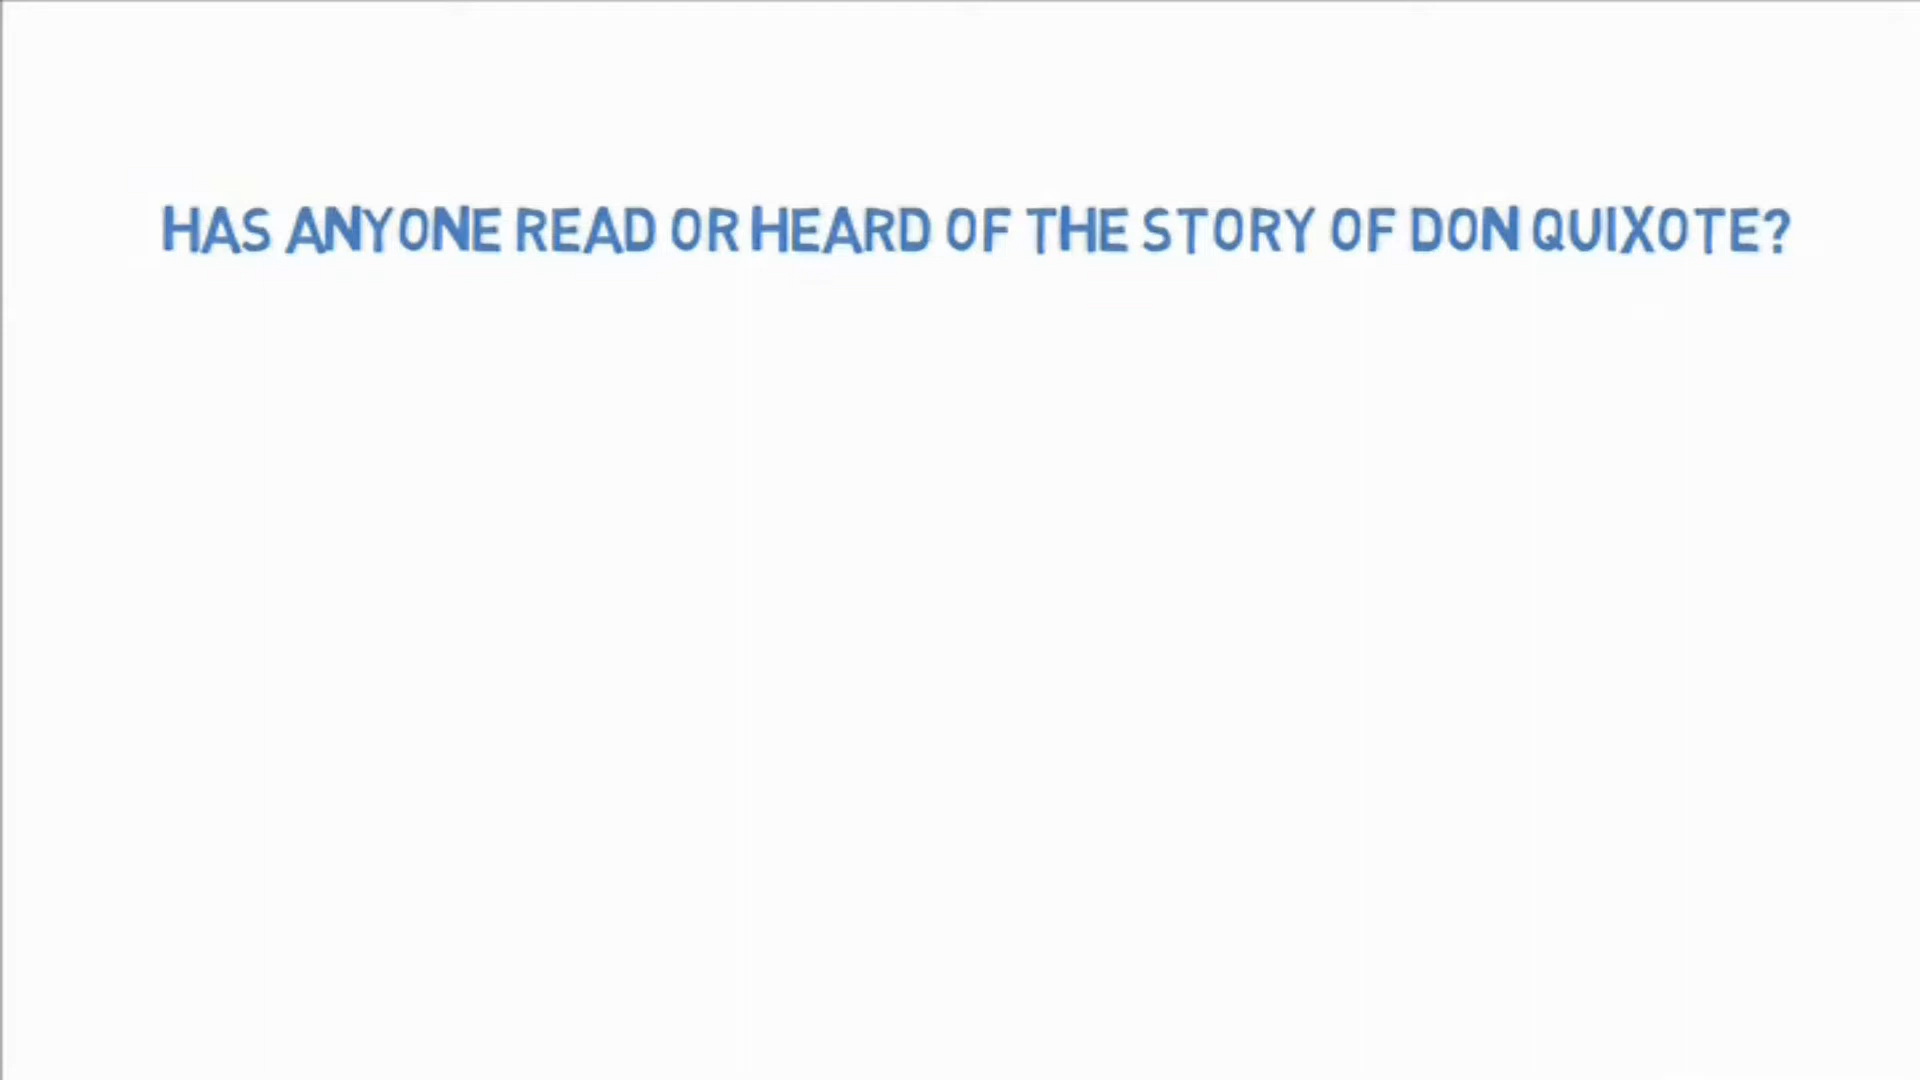 HAS ANYONE READ OR HEARD OF THE STORY OF DON QUIXOTE?